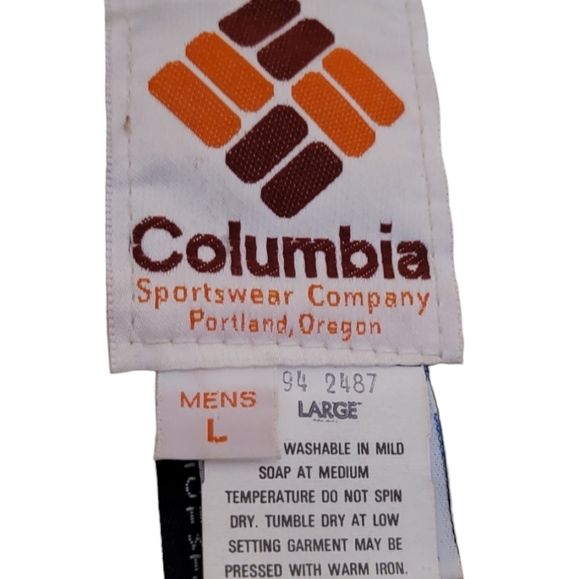 Columbia
Sportswear Company
Portland, Oregon
94 2487
MENS
L
LARGE
WASHABLE IN MILD
SOAP AT MEDIUM
TEMPERATURE DO NOT SPIN
DRY. TUMBLE DRY AT LOW
SETTING GARMENT MAY BE
PRESSED WITH WARM IRON.